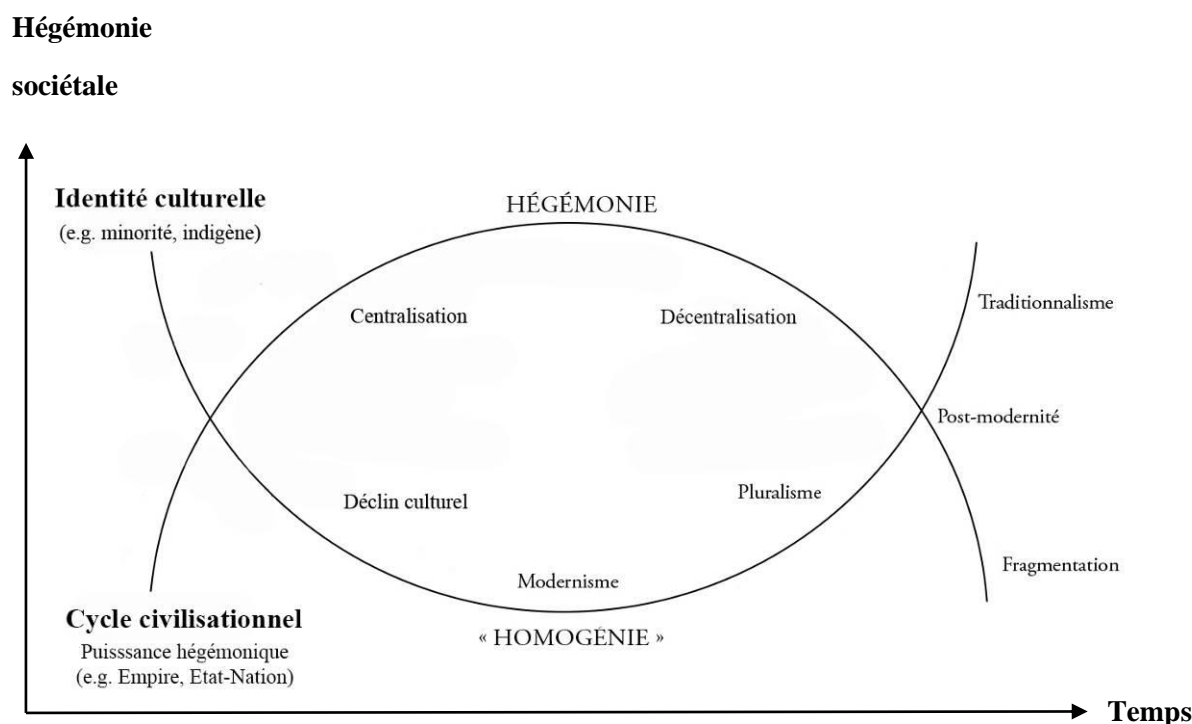 Hégémonie
sociétale
Identité culturelle
(e.g. minorité, indigène)
HÉGÉMONIE
Centralisation
Décentralisation
Traditionnalisme
Post-modernité
Déclin culturel
Pluralisme
Modernisme
Fragmentation
Cycle civilisationnel
Puisssance hégémonique
(e.g. Empire, Etat-Nation)
« HOMOGÉNIE »
Temps